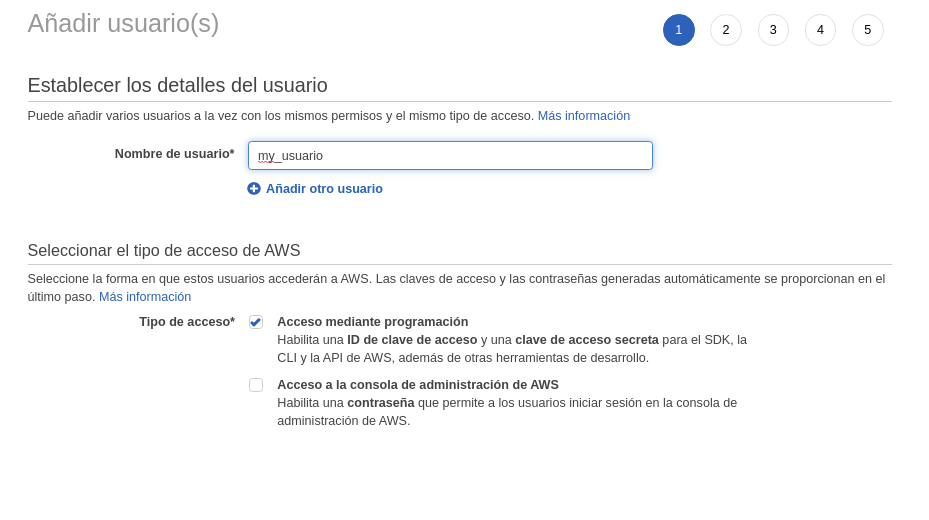 Añadir usuario(s)
1 2 3 4 5
Establecer los detalles del usuario
Puede añadir varios usuarios a la vez con los mismos permisos y el mismo tipo de acceso. Más información
Nombre de usuario* my_usuario
Añadir otro usuario
Seleccionar el tipo de acceso de AWS
Seleccione la forma en que estos usuarios accederán a AWS. Las claves de acceso y las contraseñas generadas automáticamente se proporcionan en el
último paso. Más información
Tipo de acceso* Acceso mediante programación
Habilita una ID de clave de acceso y una clave de acceso secreta para el SDK, la
CLI y la API de AWS, además de otras herramientas de desarrollo.
Acceso a la consola de administración de AWS
Habilita una contraseña que permite a los usuarios iniciar sesión en la consola de
administración de AWS.